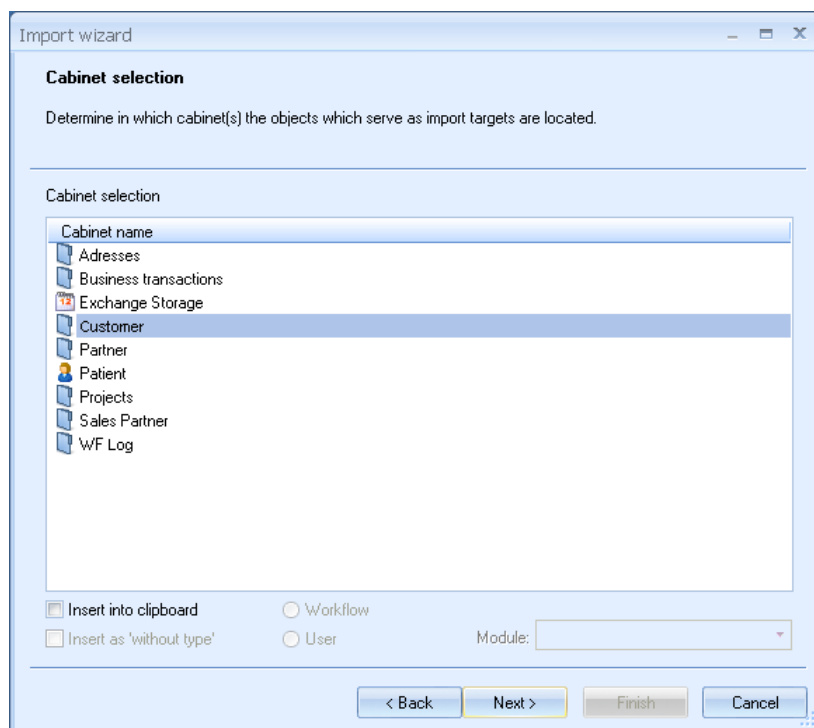 Import wizard
Cabinet selection
Determine in which cabinet(s) the objects which serve as import targets are located.
Cabinet selection
Cabinet name
Adresses
Business transactions
12
Exchange Storage
Customer
Partner
Patient
Projects
Sales Partner
WF Log
Insert into clipboard
Workflow
Insert as 'without type'
User
Module:
< Back
Next >
Finish
Cancel